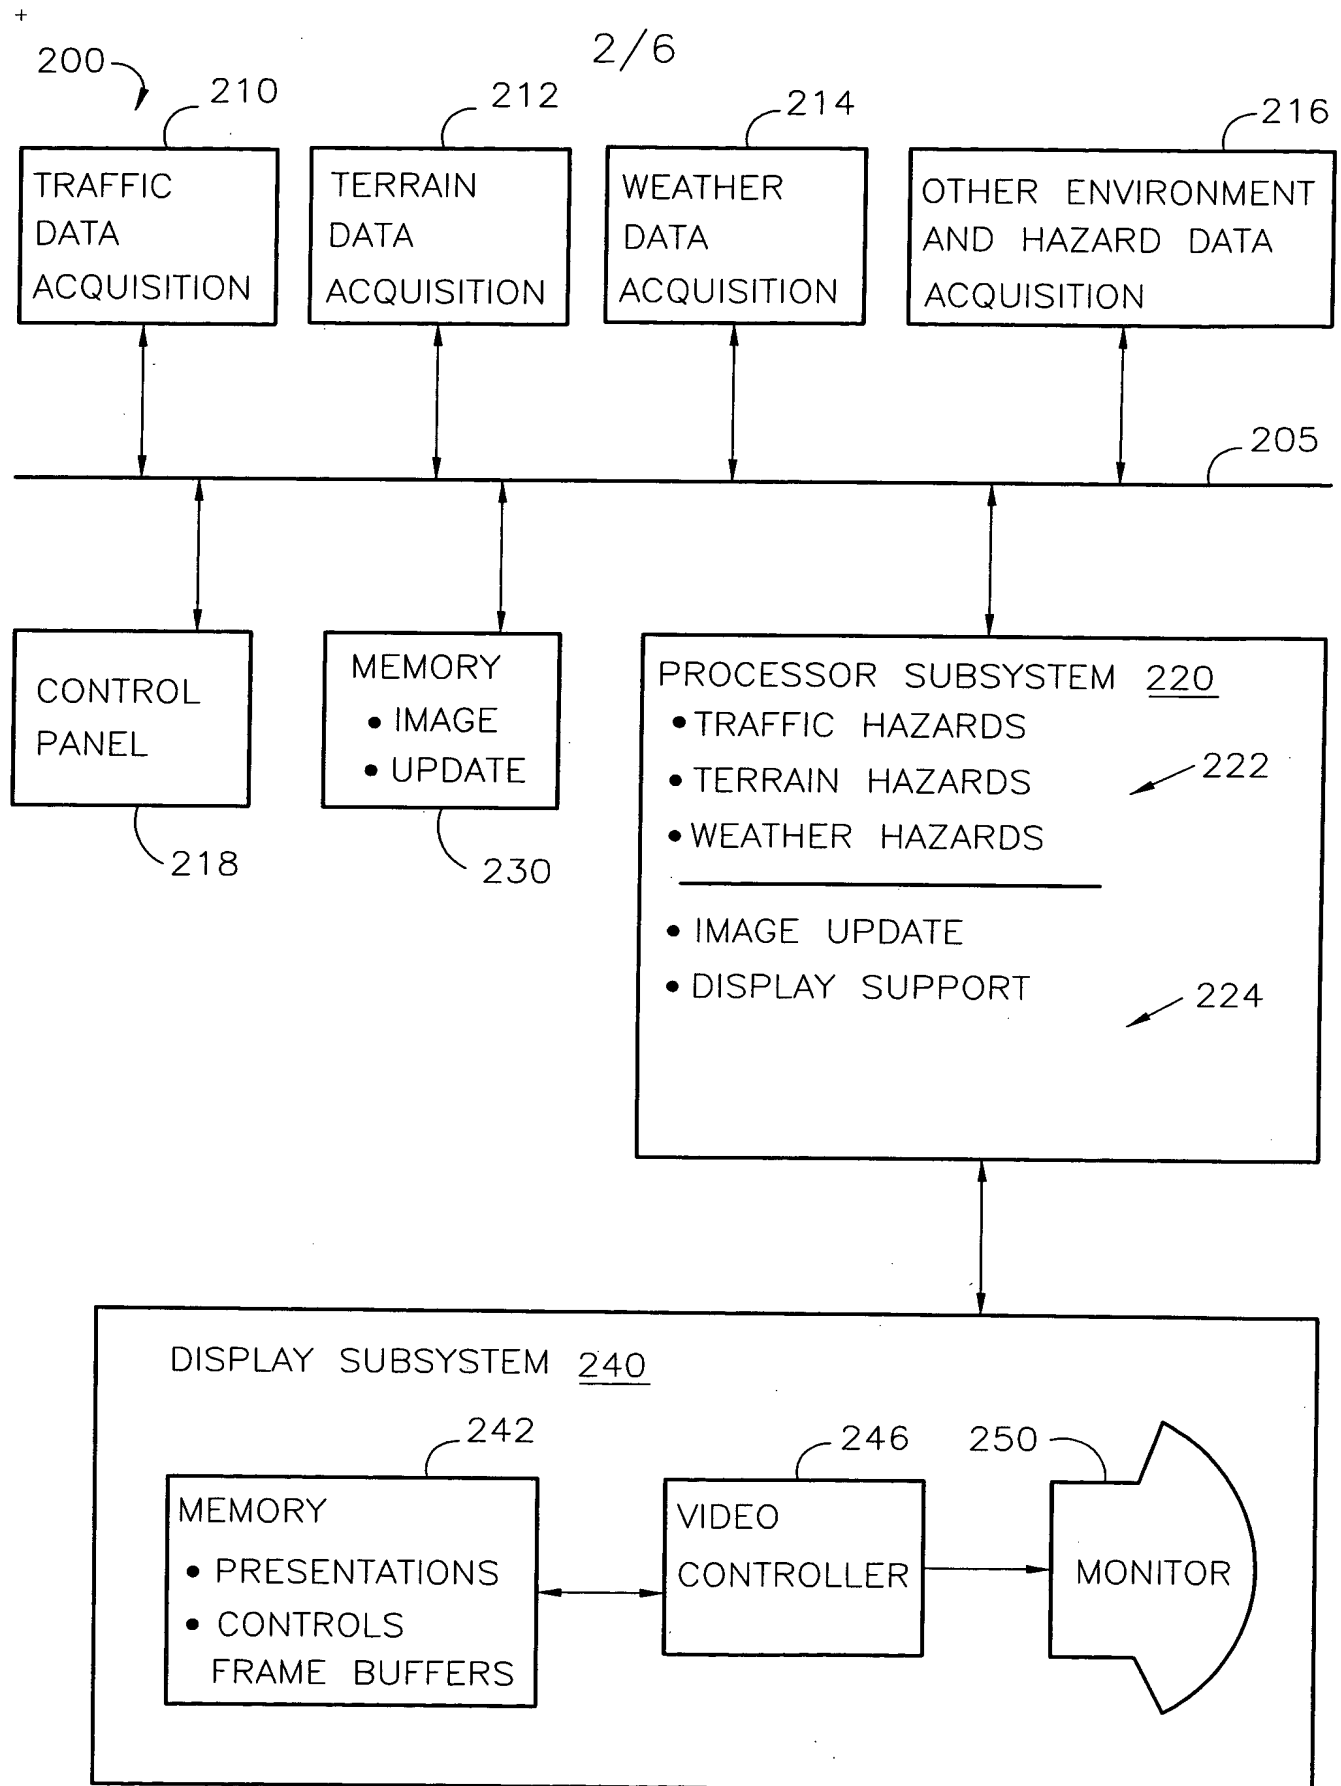 +
2/6
200
210
212
214
216
TRAFFIC
DATA
ACQUISITION
TERRAIN
DATA
ACQUISITION
WEATHER
DATA
ACQUISITION
OTHER ENVIRONMENT
AND HAZARD DATA
ACQUISITION
205
CONTROL
PANEL
218
MEMORY
• IMAGE
• UPDATE
230
PROCESSOR SUBSYSTEM 220
• TRAFFIC HAZARDS
• TERRAIN HAZARDS
• WEATHER HAZARDS
222
• IMAGE UPDATE
• DISPLAY SUPPORT
224
DISPLAY SUBSYSTEM 240
242
246
250
MEMORY
• PRESENTATIONS
• CONTROLS
FRAME BUFFERS
VIDEO
CONTROLLER
MONITOR